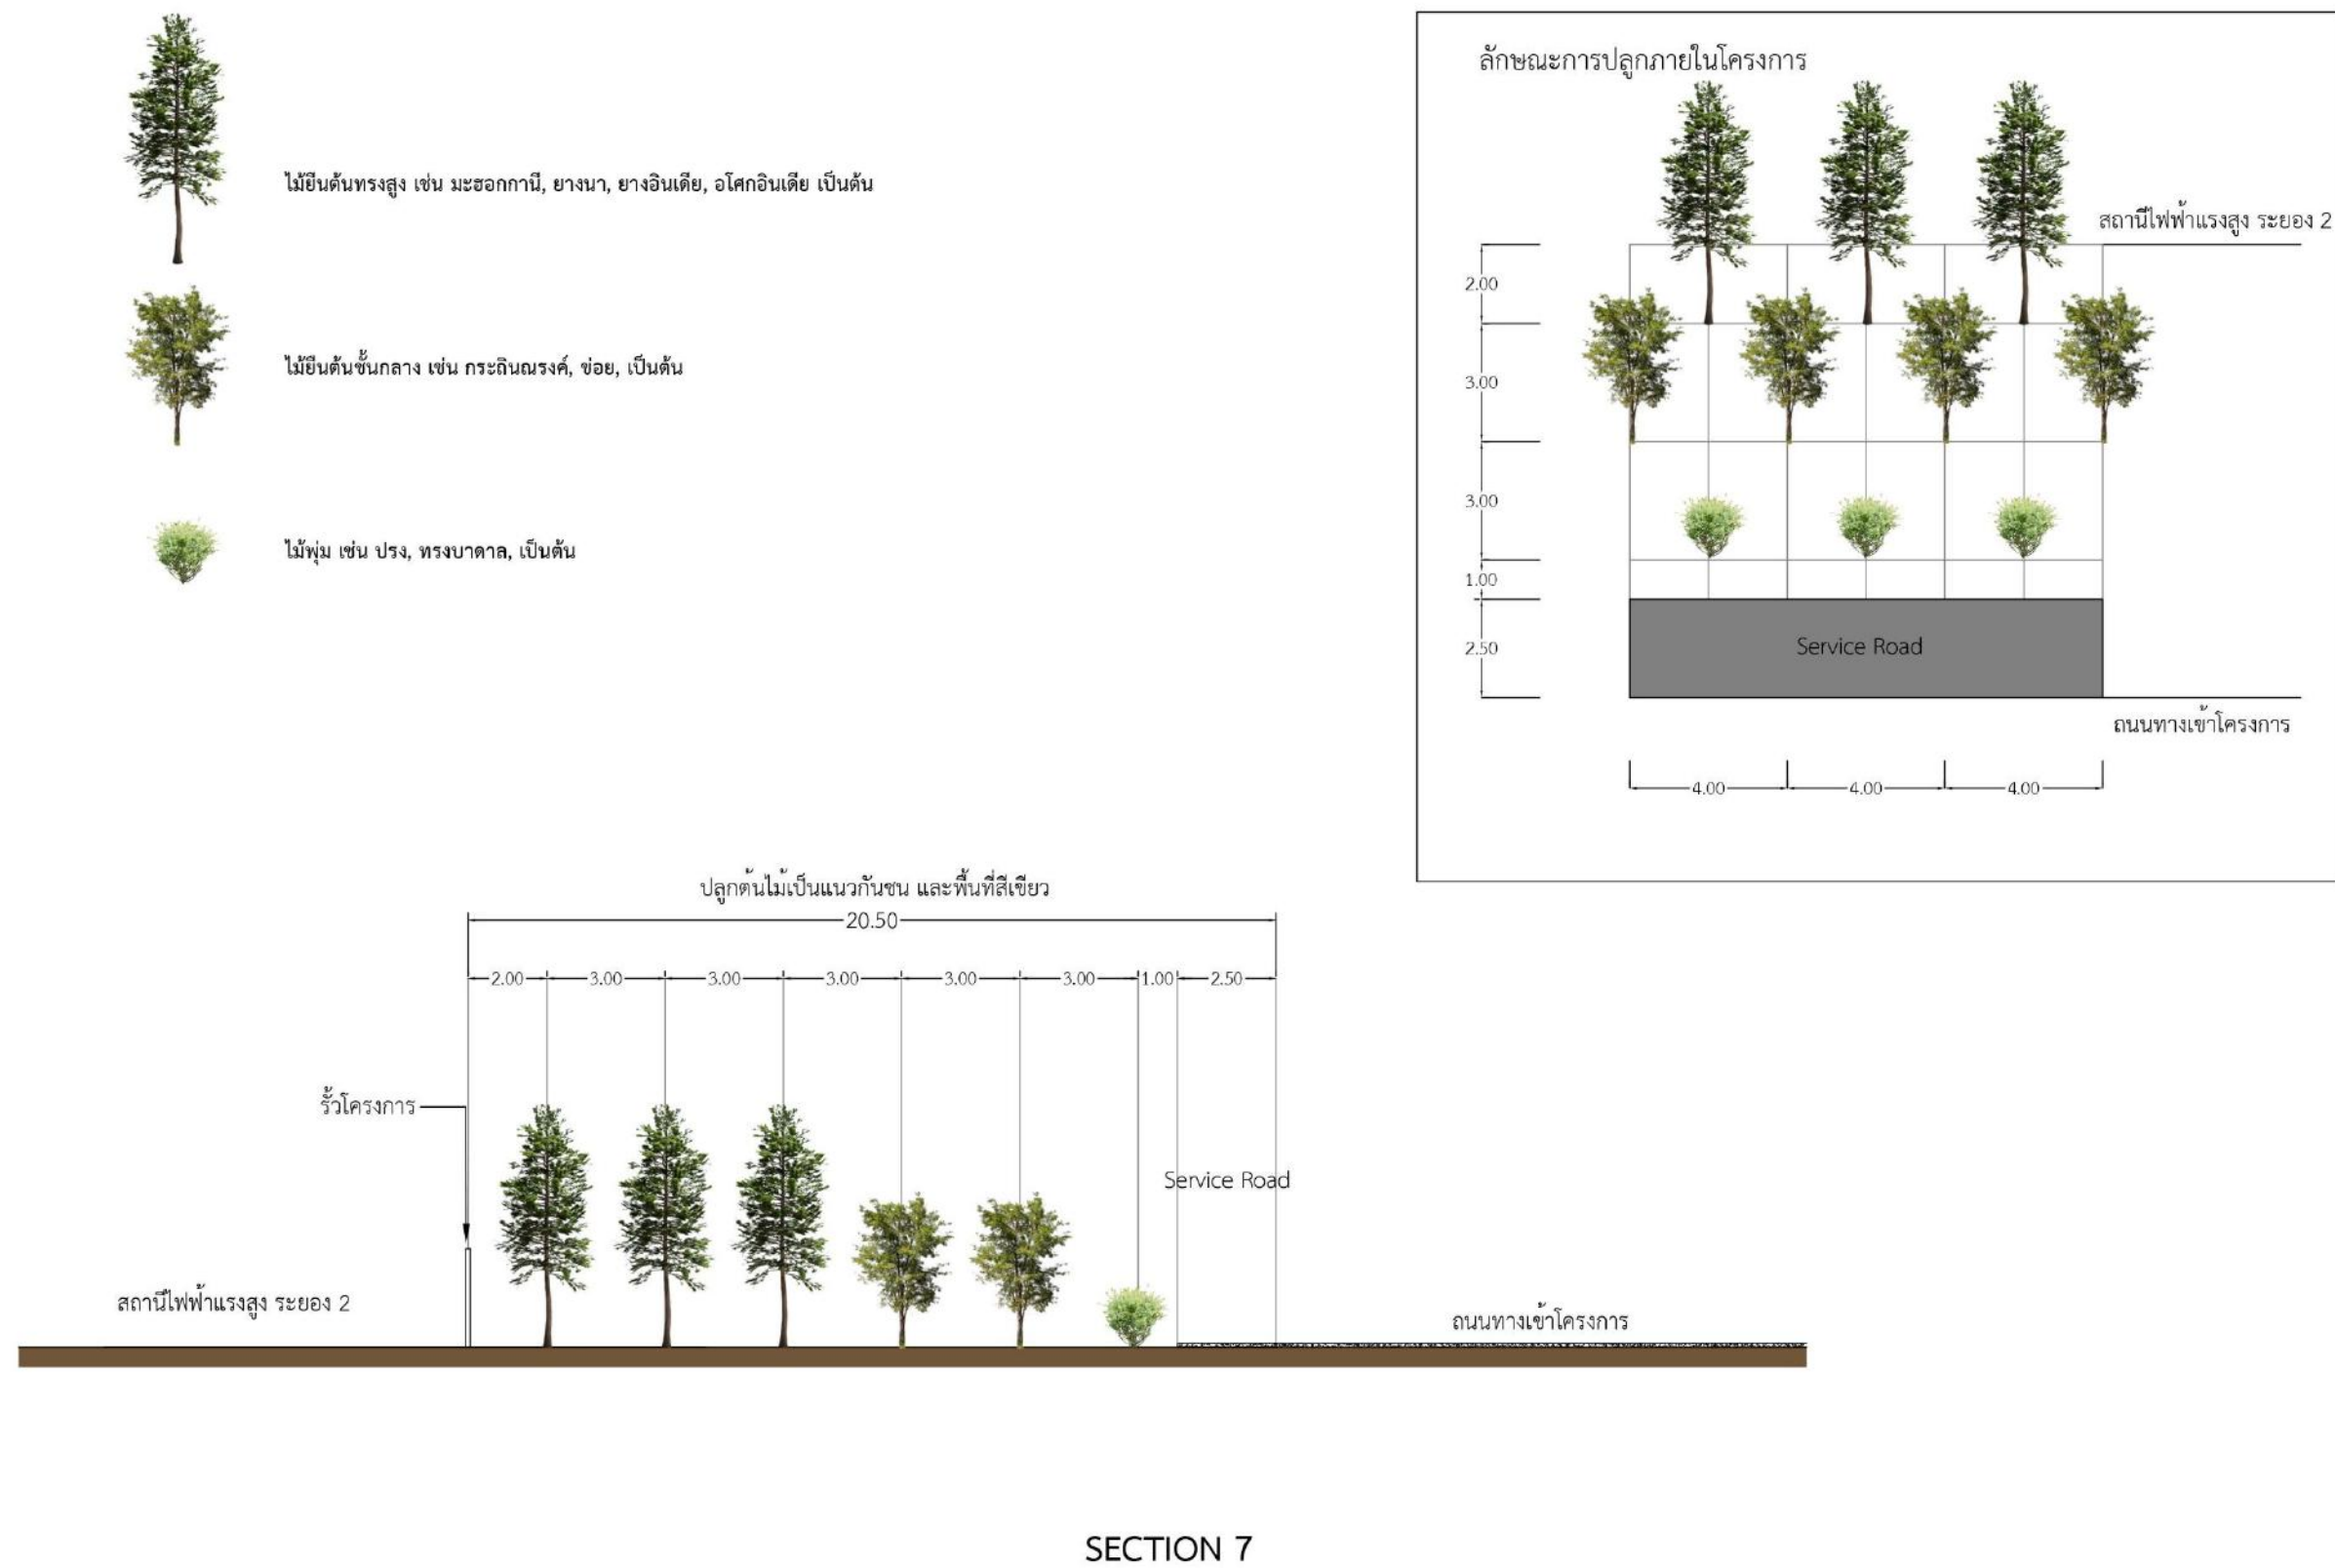 ไม้ยืนต้นทรงสูง เช่น มะฮอกกานี, ยางนา, ยางอินเดีย, อโศกอินเดีย เป็นต้น
ไม้ยืนต้นชั้นกลาง เช่น กระถินณรงค์, ข่อย, เป็นต้น
ไม้พุ่ม เช่น ปรง, ทรงบาดาล, เป็นต้น
ลักษณะการปลูกภายในโครงการ
สถานีไฟฟ้าแรงสูง ระยอง 2
2.00
3.00
3.00
1.00
2.50
Service Road
ถนนทางเข้าโครงการ
4.00 4.00 4.00
ปลูกต้นไม้เป็นแนวกันชน และพื้นที่สีเขียว
20.50
2.00 3.00 3.00 3.00 3.00 3.00 1.00 2.50
รั้วโครงการ
Service Road
สถานีไฟฟ้าแรงสูง ระยอง 2
ถนนทางเข้าโครงการ
SECTION 7